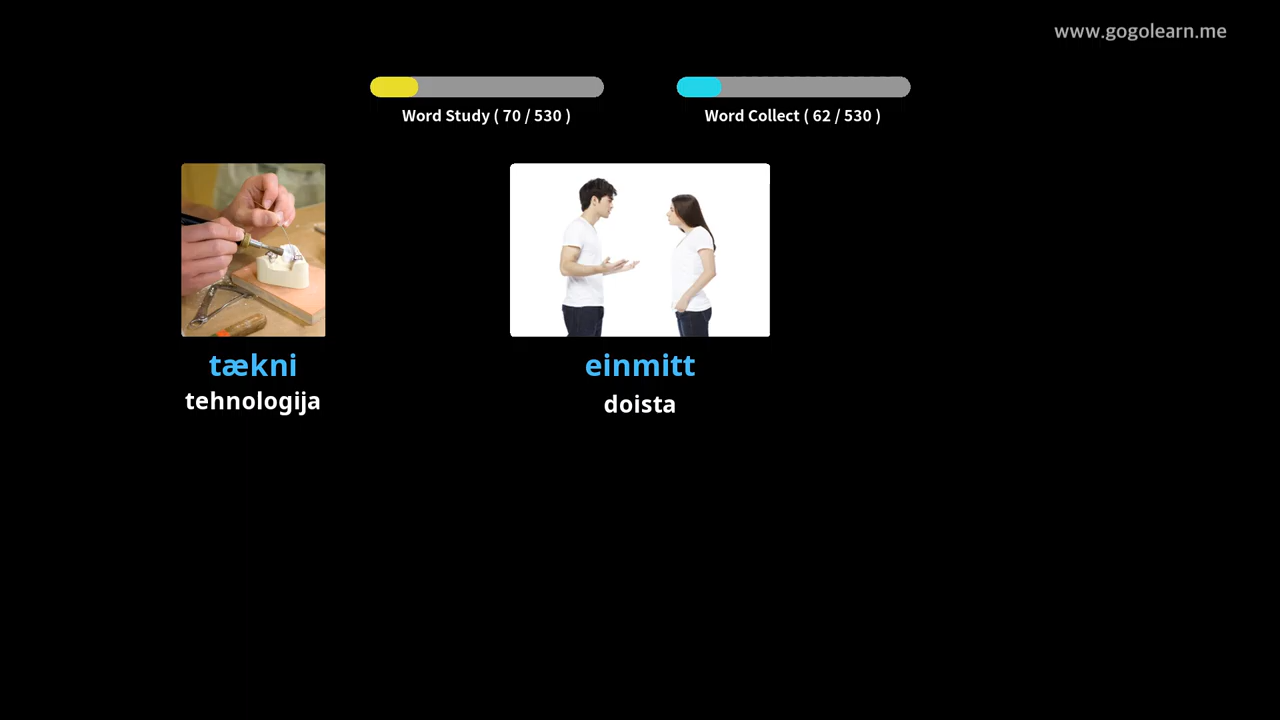 www.gogolearn.me
Word Study ( 70 / 530 )
Word Collect ( 62 / 530 )
tækni
tehnologija
einmitt
doista